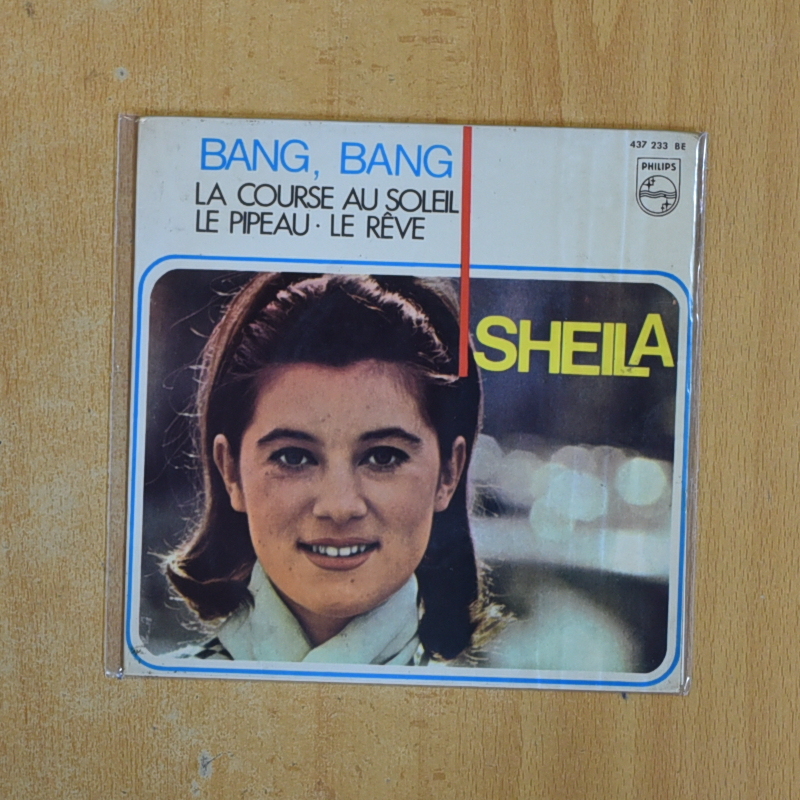 BANG, BANG
LA COURSE AU SOLEIL
LE PIPEAU · LE RÊVE
437 233 BE
PHILIPS
SHEILA